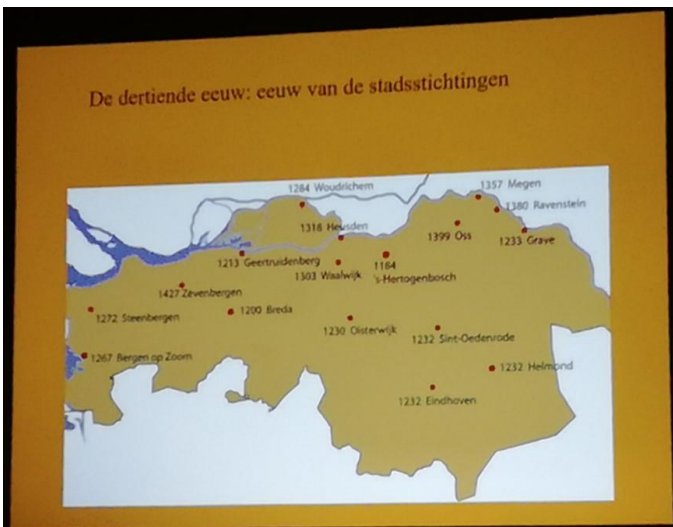 De dertiende eeuw: eeuw van de stadsstichtingen
1284 Woudrichem
1357 Megen
1380 Ravenstein
1318 Heusden
1399 Oss
1233 Grave
1213 Geertruidenberg
1303 Waalwijk
1184
's-Hertogenbosch
1427 Zevenbergen
1272 Steenbergen
1200 Breda
1230 Oisterwijk
1232 Sint-Oedenrode
1267 Bergen op Zoom
1232 Helmond
1232 Eindhoven